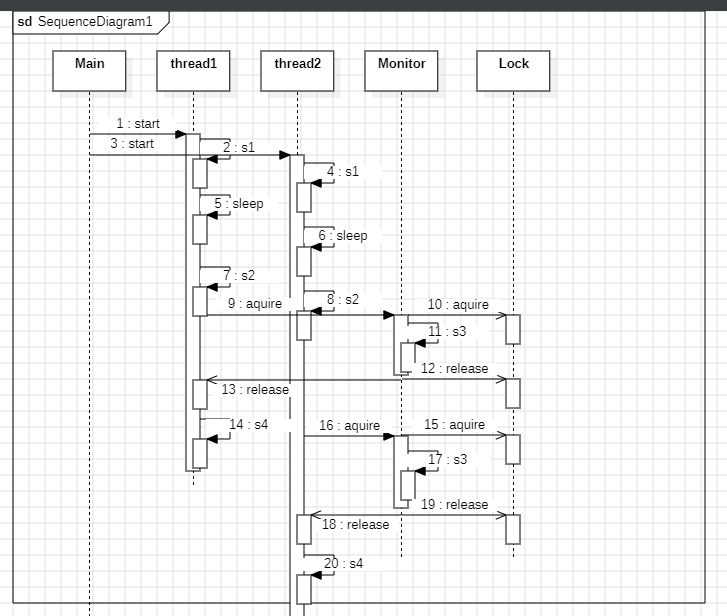 sd SequenceDiagram1
Main thread1 thread2 Monitor Lock
1 : start
3 : start 2 : s1
4 : s1
5 : sleep
6 : sleep
7 : s2
9 : aquire 8 : s2 10 : aquire
11 : s3
12 : release
13 : release
14 : s4 16 : aquire 15 : aquire
17 : s3
19 : release
18 : release
20 : s4